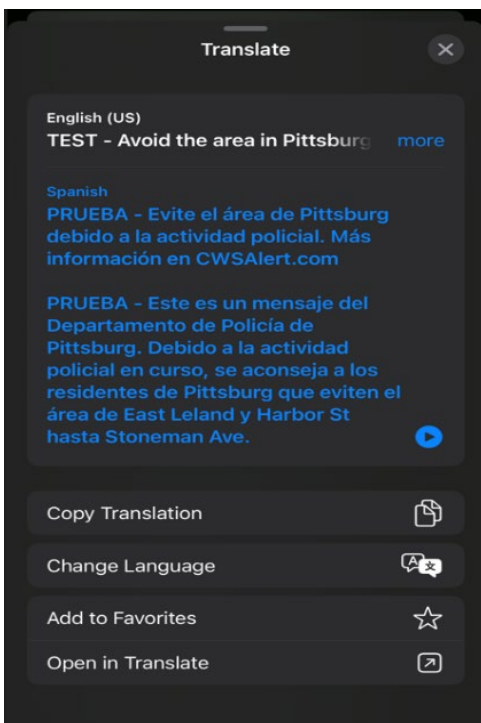 Translate
English (US)
TEST - Avoid the area in Pittsburg more
Spanish
PRUEBA - Evite el área de Pittsburg
debido a la actividad policial. Más
información en CWSAlert.com
PRUEBA - Este es un mensaje del
Departamento de Policía de
Pittsburg. Debido a la actividad
policial en curso, se aconseja a los
residentes de Pittsburg que eviten el
área de East Leland y Harbor St
hasta Stoneman Ave.
Copy Translation
Change Language
Add to Favorites
Open in Translate